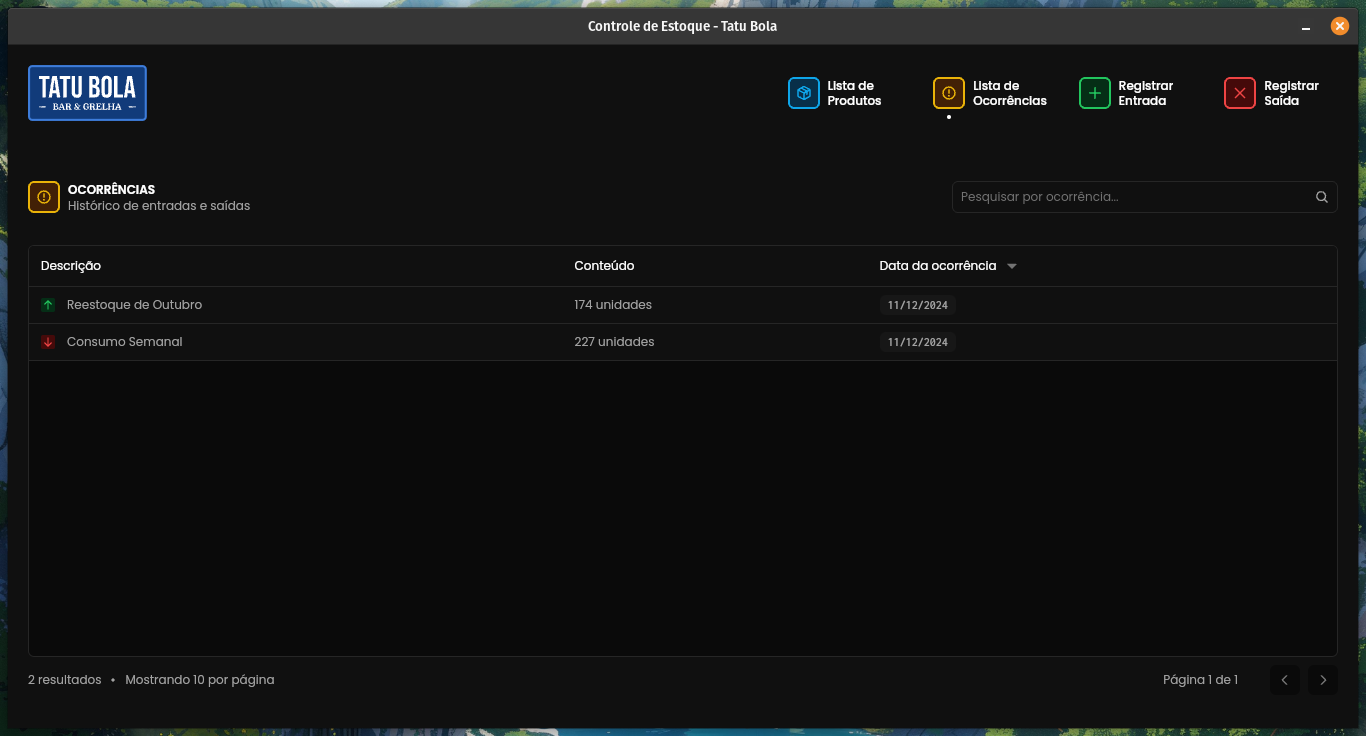 Controle de Estoque - Tatu Bola
TATU BOLA
BAR & GRELHA
Lista de
Produtos
Lista de
Ocorrências
Registrar
Entrada
Registrar
Saída
OCORRÊNCIAS
Histórico de entradas e saídas
Pesquisar por ocorrência...
Descrição Conteúdo Data da ocorrência
Reestoque de Outubro 174 unidades 11/12/2024
Consumo Semanal 227 unidades 11/12/2024
2 resultados • Mostrando 10 por página Página 1 de 1